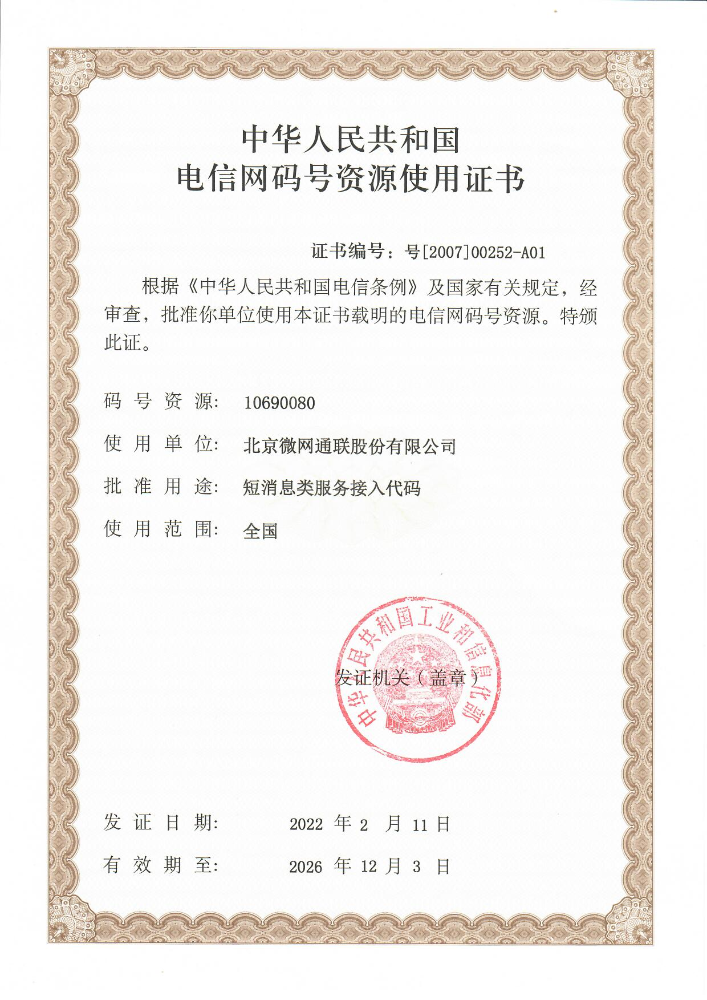 中华人民共和国
电信网码号资源使用证书
证书编号：号[2007]00252-A01
根据《中华人民共和国电信条例》及国家有关规定，经
审查，批准你单位使用本证书载明的电信网码号资源。特颁
此证。
码号资源：10690080
使用单位：北京微网通联股份有限公司
批准用途：短消息类服务接入代码
使用范围：全国
中华人民共和国工业和信息化部
发证机关（盖章）
发证日期：2022 年 2 月 11 日
有效期至：2026 年 12 月 3 日